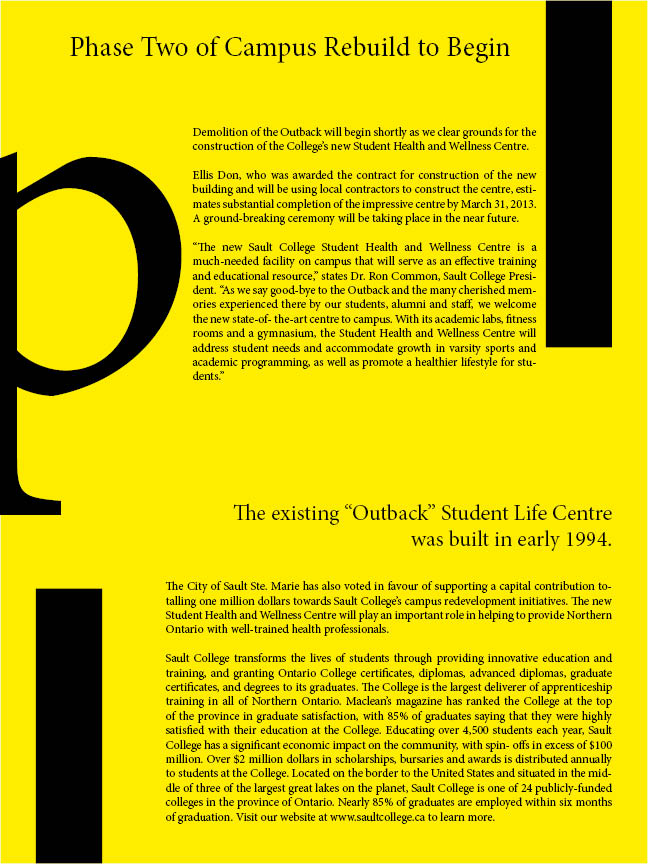 Phase Two of Campus Rebuild to Begin
Demolition of the Outback will begin shortly as we clear grounds for the
construction of the College’s new Student Health and Wellness Centre.
Ellis Don, who was awarded the contract for construction of the new
building and will be using local contractors to construct the centre, esti-
mates substantial completion of the impressive centre by March 31, 2013.
A ground-breaking ceremony will be taking place in the near future.
“The new Sault College Student Health and Wellness Centre is a
much-needed facility on campus that will serve as an effective training
and educational resource,” states Dr. Ron Common, Sault College Presi-
dent. “As we say good-bye to the Outback and the many cherished mem-
ories experienced there by our students, alumni and staff, we welcome
the new state-of- the-art centre to campus. With its academic labs, fitness
rooms and a gymnasium, the Student Health and Wellness Centre will
address student needs and accommodate growth in varsity sports and
academic programming, as well as promote a healthier lifestyle for stu-
dents.”
p
The existing “Outback” Student Life Centre
was built in early 1994.
The City of Sault Ste. Marie has also voted in favour of supporting a capital contribution to-
talling one million dollars towards Sault College’s campus redevelopment initiatives. The new
Student Health and Wellness Centre will play an important role in helping to provide Northern
Ontario with well-trained health professionals.
Sault College transforms the lives of students through providing innovative education and
training, and granting Ontario College certificates, diplomas, advanced diplomas, graduate
certificates, and degrees to its graduates. The College is the largest deliverer of apprenticeship
training in all of Northern Ontario. Maclean’s magazine has ranked the College at the top
of the province in graduate satisfaction, with 85% of graduates saying that they were highly
satisfied with their education at the College. Educating over 4,500 students each year, Sault
College has a significant economic impact on the community, with spin- offs in excess of $100
million. Over $2 million dollars in scholarships, bursaries and awards is distributed annually
to students at the College. Located on the border to the United States and situated in the mid-
dle of three of the largest great lakes on the planet, Sault College is one of 24 publicly-funded
colleges in the province of Ontario. Nearly 85% of graduates are employed within six months
of graduation. Visit our website at www.saultcollege.ca to learn more.